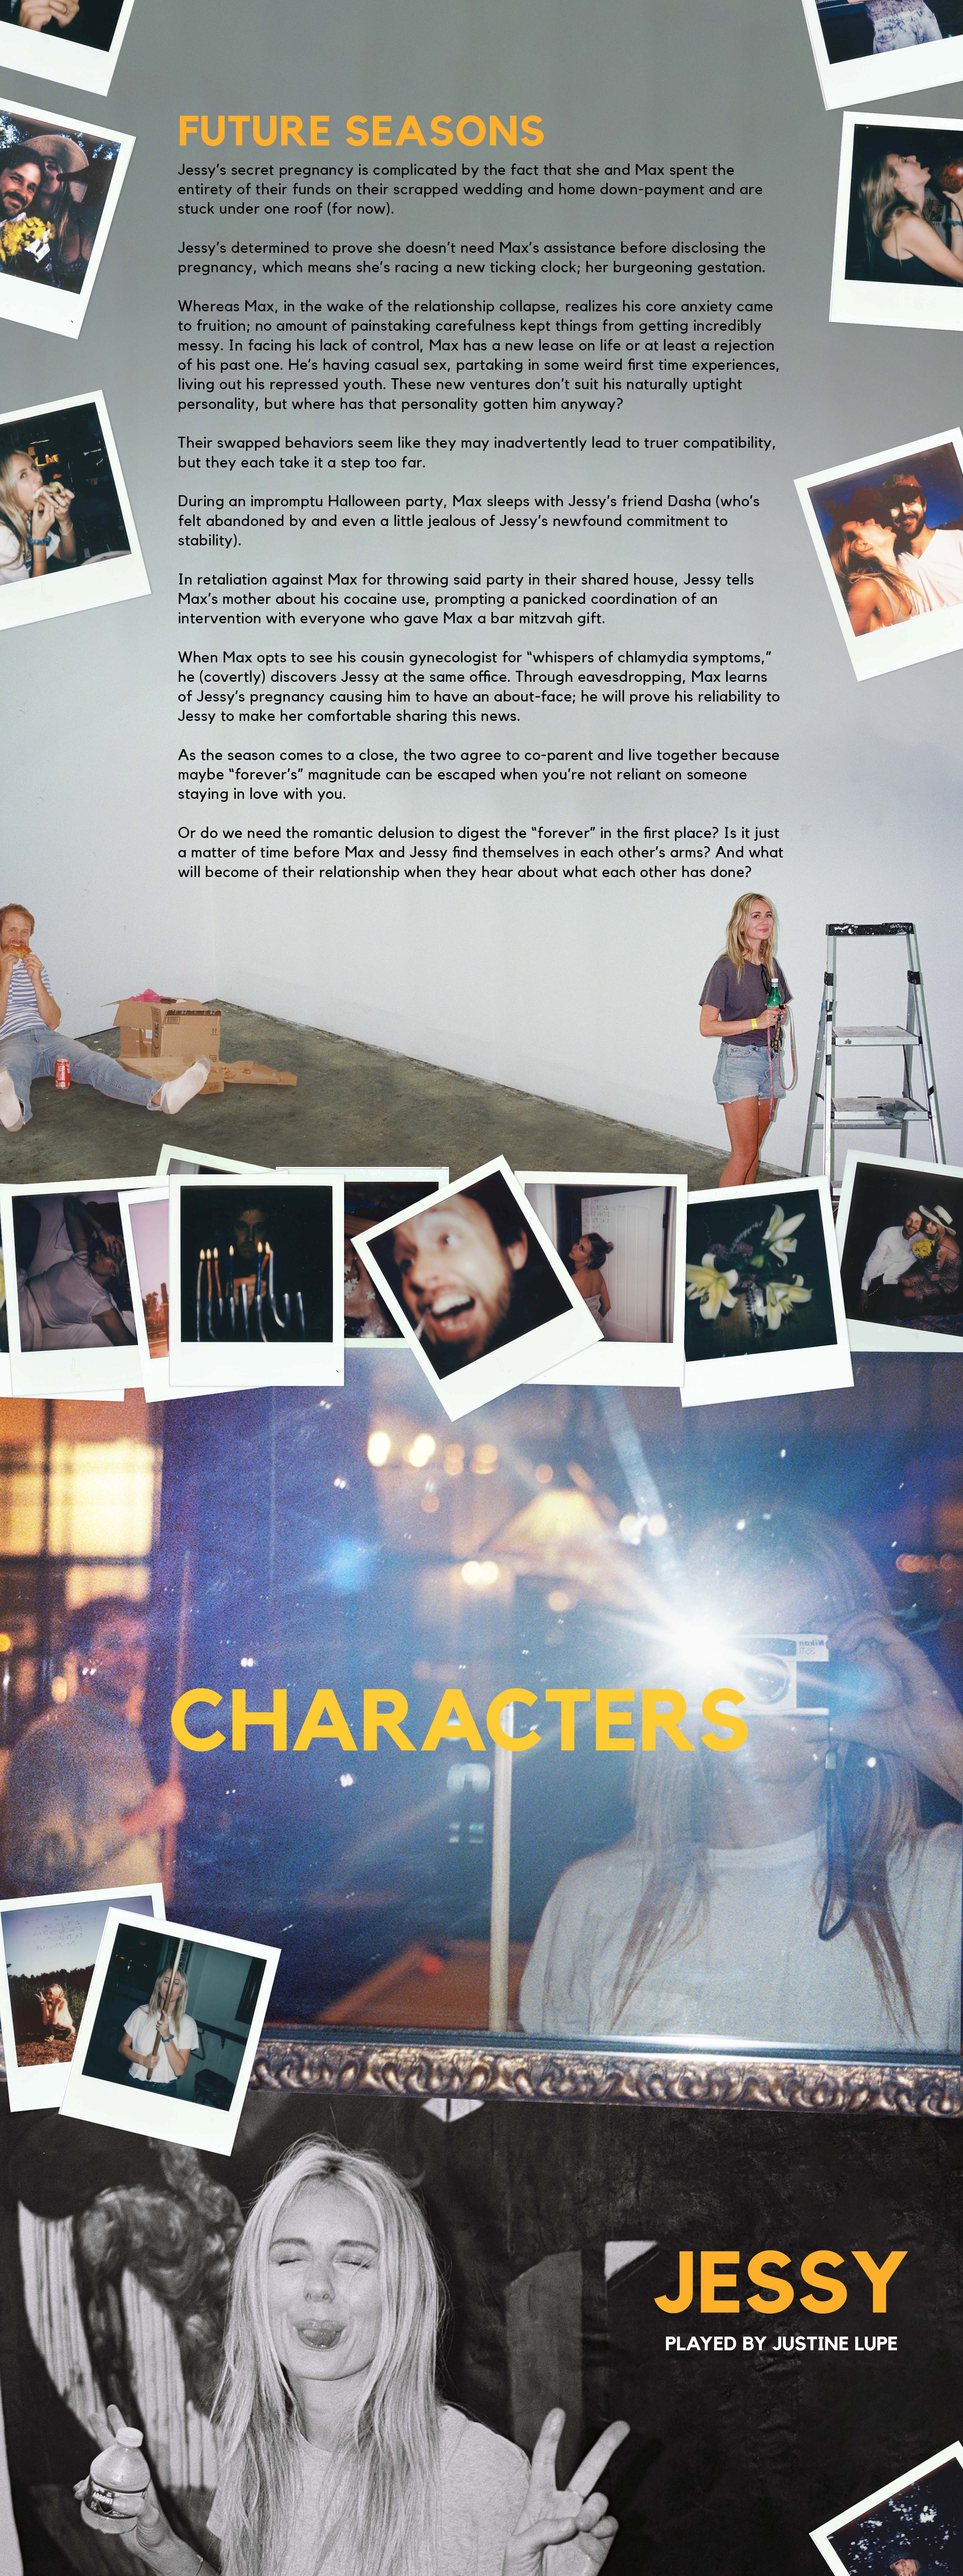 FUTURE SEASONS
Jessy's secret pregnancy is complicated by the fact that she and Max spent the
entirety of their funds on their scrapped wedding and home down-payment and are
stuck under one roof (for now).
Jessy's determined to prove she doesn't need Max's assistance before disclosing the
pregnancy, which means she's racing a new ticking clock; her burgeoning gestation.
Whereas Max, in the wake of the relationship collapse, realizes his core anxiety came
to fruition; no amount of painstaking carefulness kept things from getting incredibly
messy. In facing his lack of control, Max has a new lease on life or at least a rejection
of his past one. He's having casual sex, partaking in some weird first time experiences,
living out his repressed youth. These new ventures don't suit his naturally uptight
personality, but where has that personality gotten him anyway?
Their swapped behaviors seem like they may inadvertently lead to truer compatibility,
but they each take it a step too far.
During an impromptu Halloween party, Max sleeps with Jessy's friend Dasha (who's
felt abandoned by and even a little jealous of Jessy's newfound commitment to
stability).
In retaliation against Max for throwing said party in their shared house, Jessy tells
Max's mother about his cocaine use, prompting a panicked coordination of an
intervention with everyone who gave Max a bar mitzvah gift.
When Max opts to see his cousin gynecologist for “whispers of chlamydia symptoms,”
he (covertly) discovers Jessy at the same office. Through eavesdropping, Max learns
of Jessy's pregnancy causing him to have an about-face; he will prove his reliability to
Jessy to make her comfortable sharing this news.
As the season comes to a close, the two agree to co-parent and live together because
maybe “forever's” magnitude can be escaped when you're not reliant on someone
staying in love with you.
Or do we need the romantic delusion to digest the “forever” in the first place? Is it just
a matter of time before Max and Jessy find themselves in each other's arms? And what
will become of their relationship when they hear about what each other has done?
CHARACTERS
JESSY
PLAYED BY JUSTINE LUPE